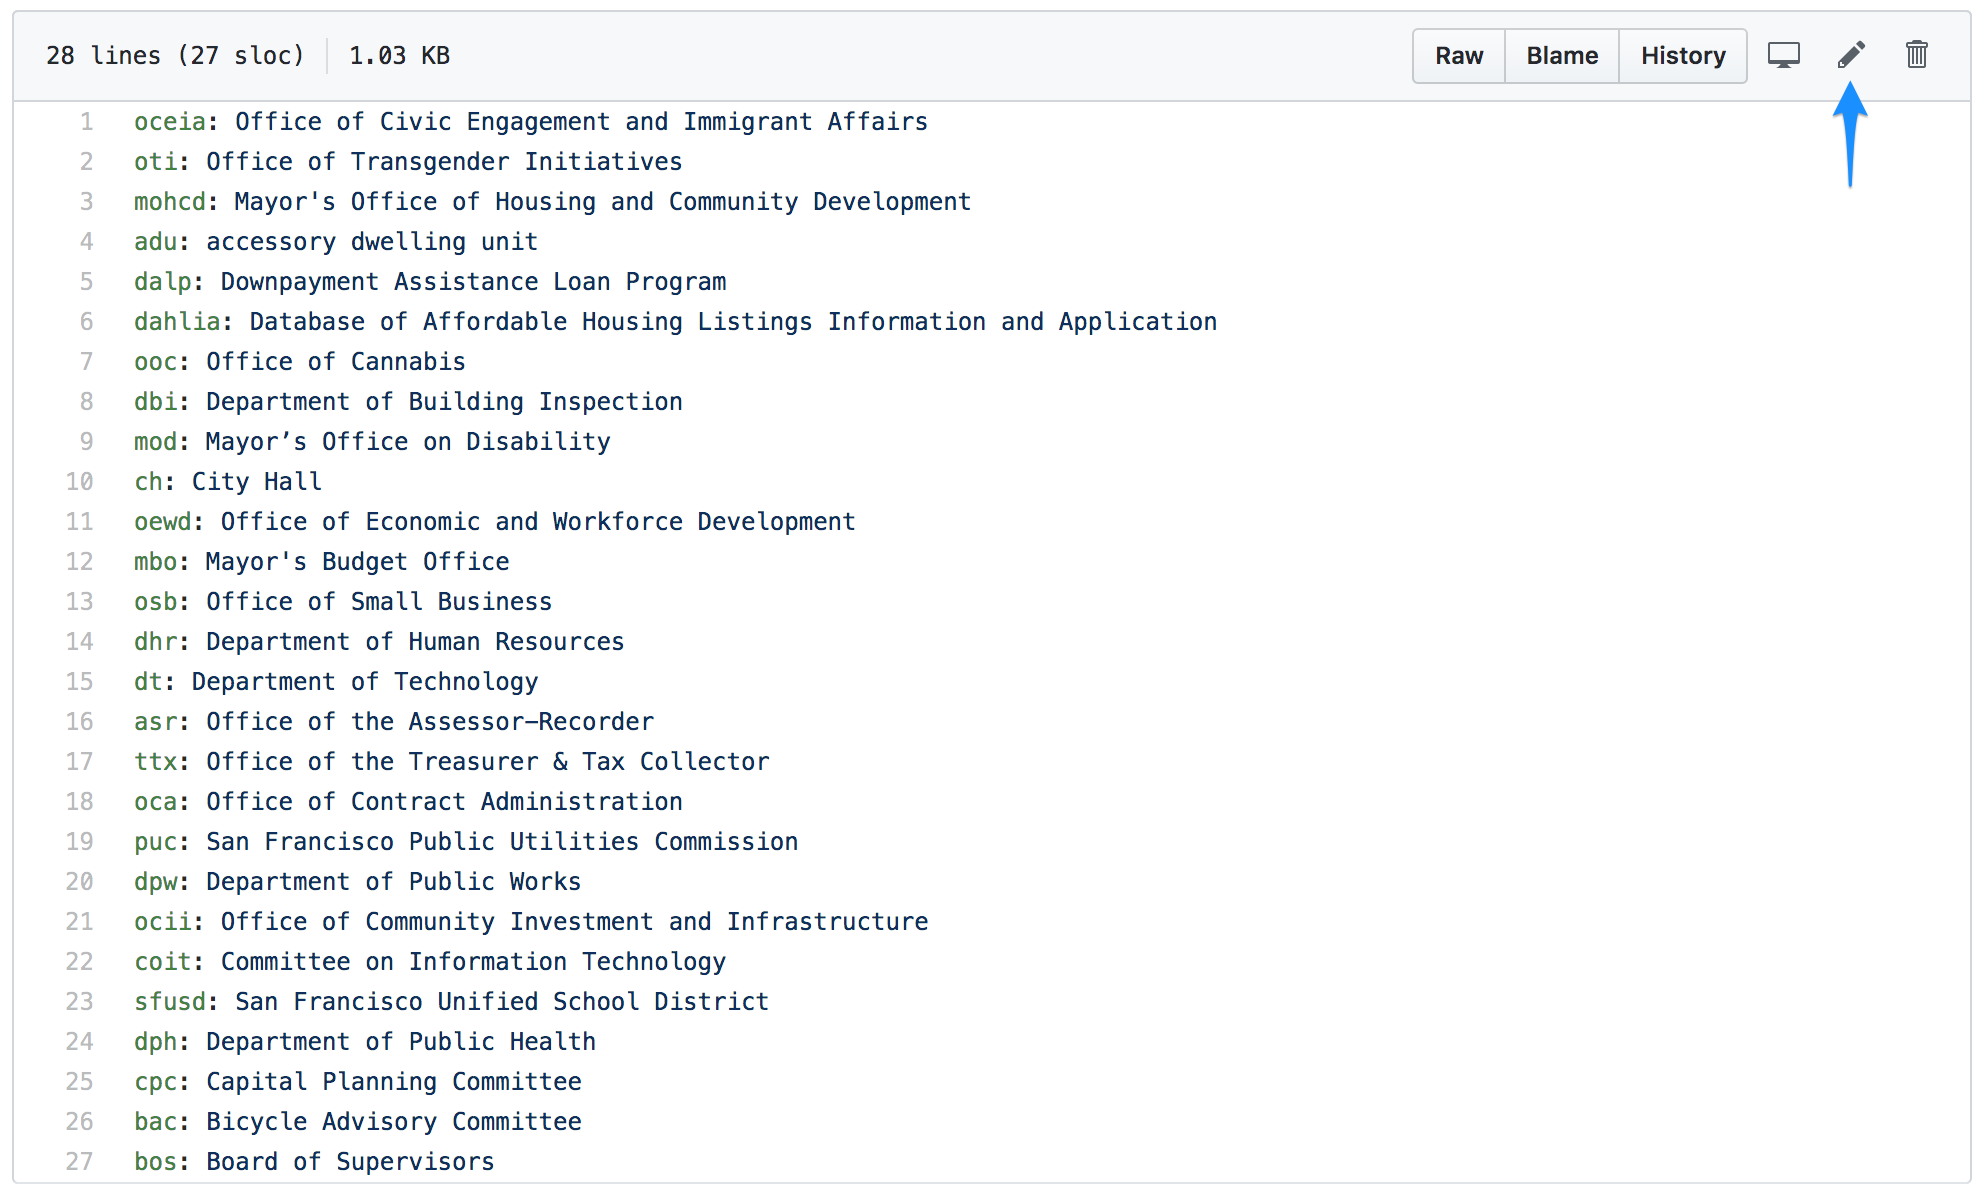 28 lines (27 sloc) 1.03 KB Raw Blame History
1 oceia: Office of Civic Engagement and Immigrant Affairs
2 oti: Office of Transgender Initiatives
3 mohcd: Mayor's Office of Housing and Community Development
4 adu: accessory dwelling unit
5 dalp: Downpayment Assistance Loan Program
6 dahlia: Database of Affordable Housing Listings Information and Application
7 ooc: Office of Cannabis
8 dbi: Department of Building Inspection
9 mod: Mayor’s Office on Disability
10 ch: City Hall
11 oewd: Office of Economic and Workforce Development
12 mbo: Mayor's Budget Office
13 osb: Office of Small Business
14 dhr: Department of Human Resources
15 dt: Department of Technology
16 asr: Office of the Assessor-Recorder
17 ttx: Office of the Treasurer & Tax Collector
18 oca: Office of Contract Administration
19 puc: San Francisco Public Utilities Commission
20 dpw: Department of Public Works
21 ocii: Office of Community Investment and Infrastructure
22 coit: Committee on Information Technology
23 sfusd: San Francisco Unified School District
24 dph: Department of Public Health
25 cpc: Capital Planning Committee
26 bac: Bicycle Advisory Committee
27 bos: Board of Supervisors